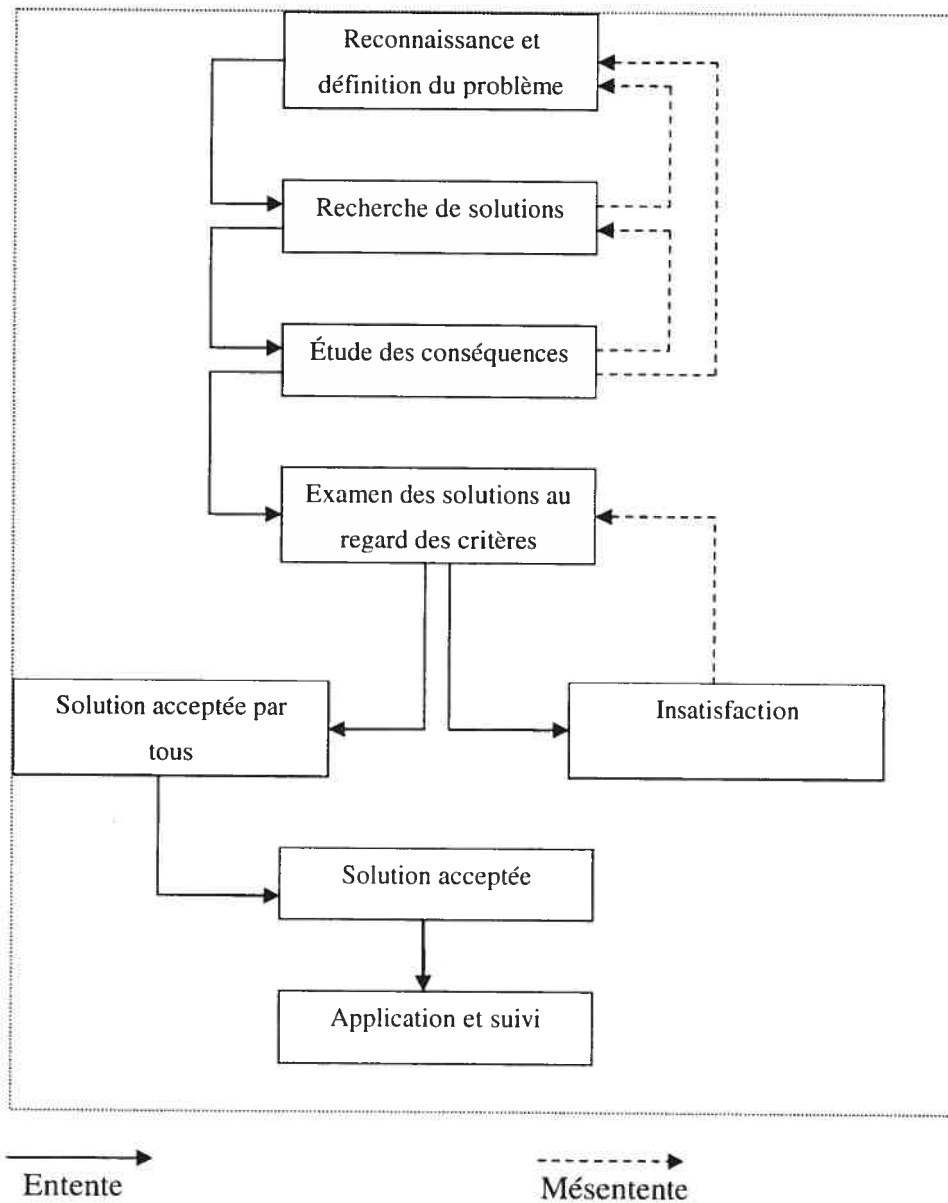 Reconnaissance et
définition du problème
Recherche de solutions
Étude des conséquences
Examen des solutions au
regard des critères
Solution acceptée par
tous
Insatisfaction
Solution acceptée
Application et suivi
Entente
Mésentente